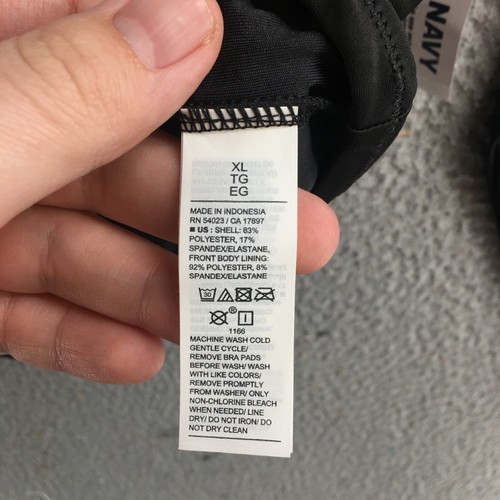 NAVY
XL
TG
EG
MADE IN INDONESIA
RN 54023 / CA 17897
■ US : SHELL: 83%
POLYESTER, 17%
SPANDEX/ELASTANE,
FRONT BODY LINING:
92% POLYESTER, 8%
SPANDEX/ELASTANE
30
®
1166
MACHINE WASH COLD
GENTLE CYCLE/
REMOVE BRA PADS
BEFORE WASH/ WASH
WITH LIKE COLORS/
REMOVE PROMPTLY
FROM WASHER/ ONLY
NON-CHLORINE BLEACH
WHEN NEEDED/ LINE
DRY/ DO NOT IRON/ DO
NOT DRY CLEAN